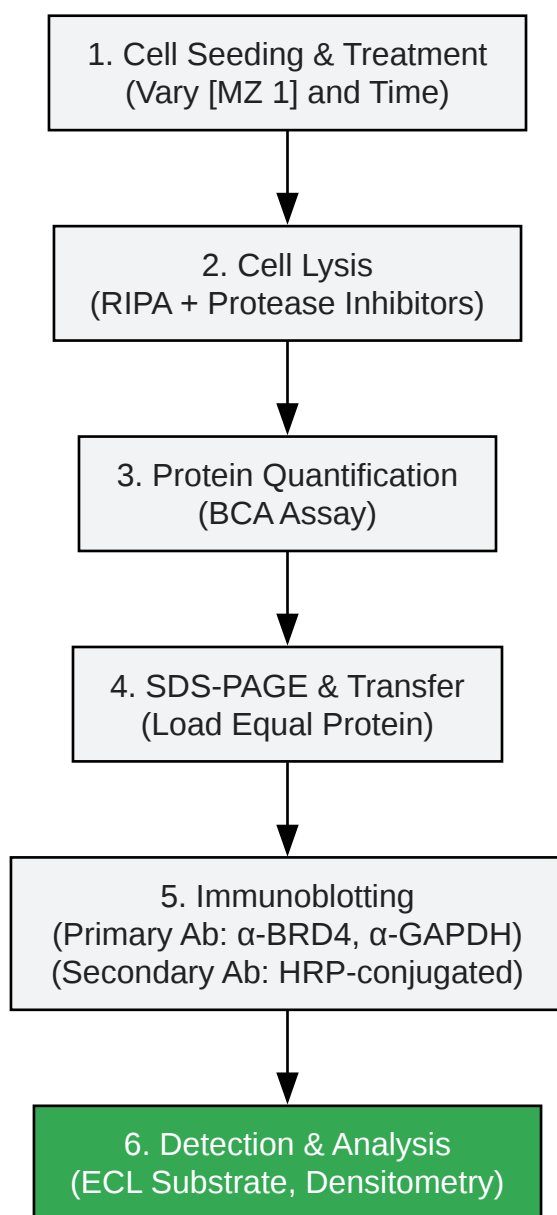 1. Cell Seeding & Treatment
(Vary [MZ 1] and Time)
2. Cell Lysis
(RIPA + Protease Inhibitors)
3. Protein Quantification
(BCA Assay)
4. SDS-PAGE & Transfer
(Load Equal Protein)
5. Immunoblotting
(Primary Ab: α-BRD4, α-GAPDH)
(Secondary Ab: HRP-conjugated)
6. Detection & Analysis
(ECL Substrate, Densitometry)